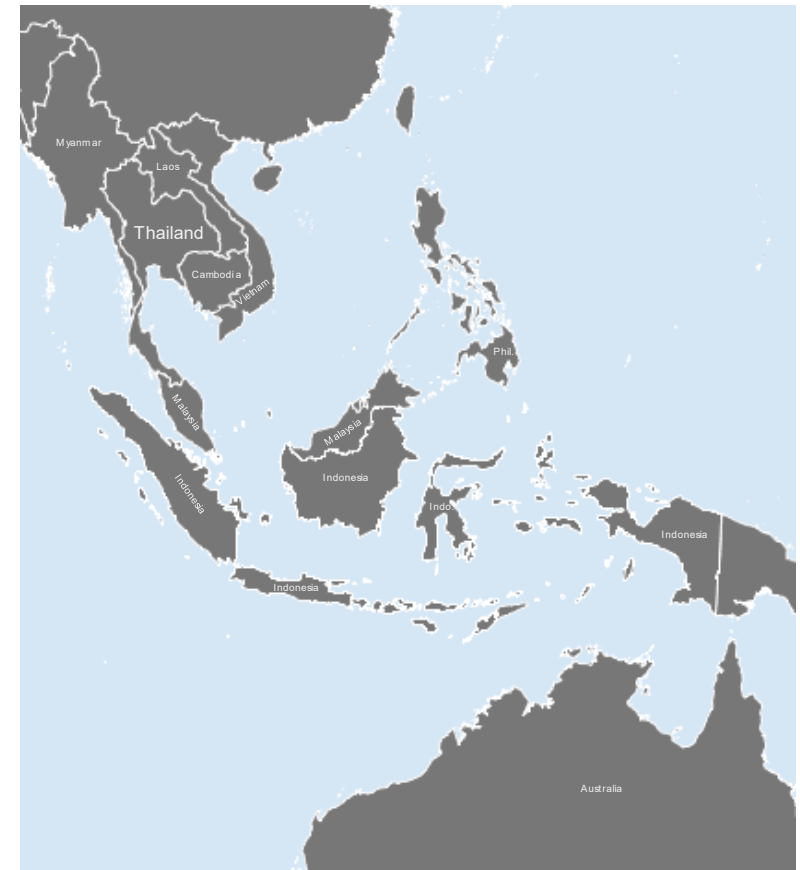 Myanmar
Laos
Thailand
Cambodia
Vietnam
Phil.
Malaysia
Malaysia
Indonesia
Indonesia
Indo.
Indonesia
Indonesia
Australia